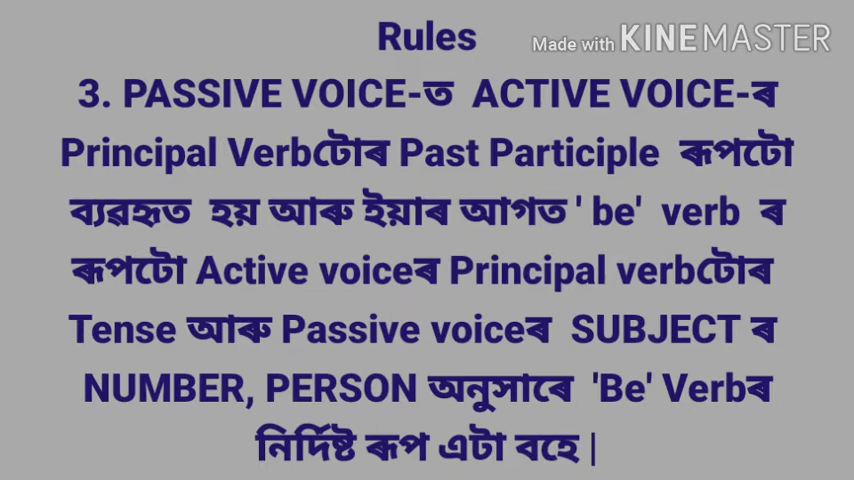 Rules
Made with KINEMASTER
3. PASSIVE VOICE-ত ACTIVE VOICE-ৰ
Principal Verbটোৰ Past Participle ৰূপটো
ব্যৱহৃত হয় আৰু ইয়াৰ আগত ' be' verb ৰ
ৰূপটো Active voiceৰ Principal verbটোৰ
Tense আৰু Passive voiceৰ SUBJECT ৰ
NUMBER, PERSON অনুসাৰে 'Be' Verbৰ
নিৰ্দিষ্ট ৰূপ এটা বহে |